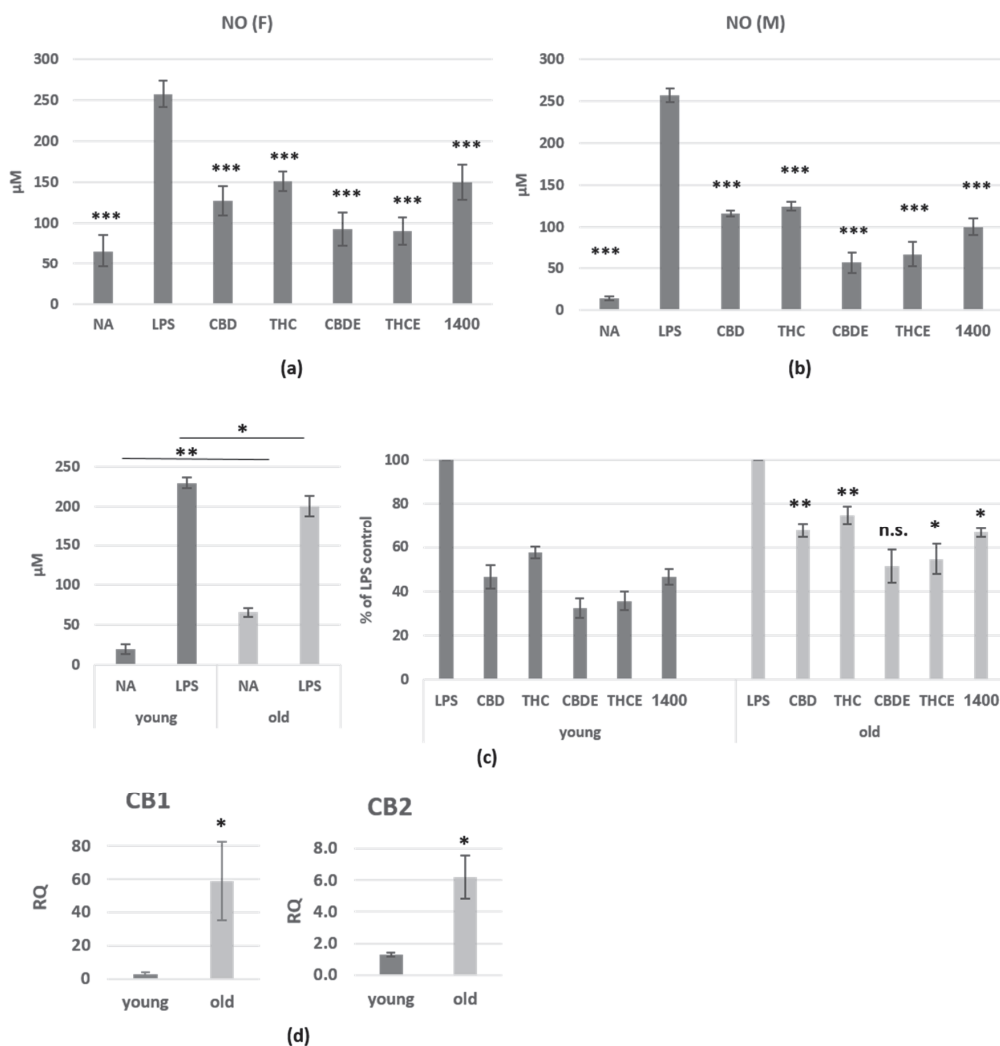 NO (F)
300
250
200
150
100
50
0
µM
***
***
***
***
***
***
NA LPS CBD THC CBDE THCE 1400
(a)
NO (M)
300
250
200
150
100
50
0
µM
***
***
***
***
***
***
NA LPS CBD THC CBDE THCE 1400
(b)
*
**
250
200
150
100
50
0
µM
NA LPS NA LPS
young old
100
80
60
40
20
0
% of LPS control
** ** n.s. * *
LPS CBD THC CBDE THCE 1400 LPS CBD THC CBDE THCE 1400
young old
(c)
CB1
80
60
40
20
0
RQ
*
young old
CB2
8.0
6.0
4.0
2.0
0.0
RQ
*
young old
(d)